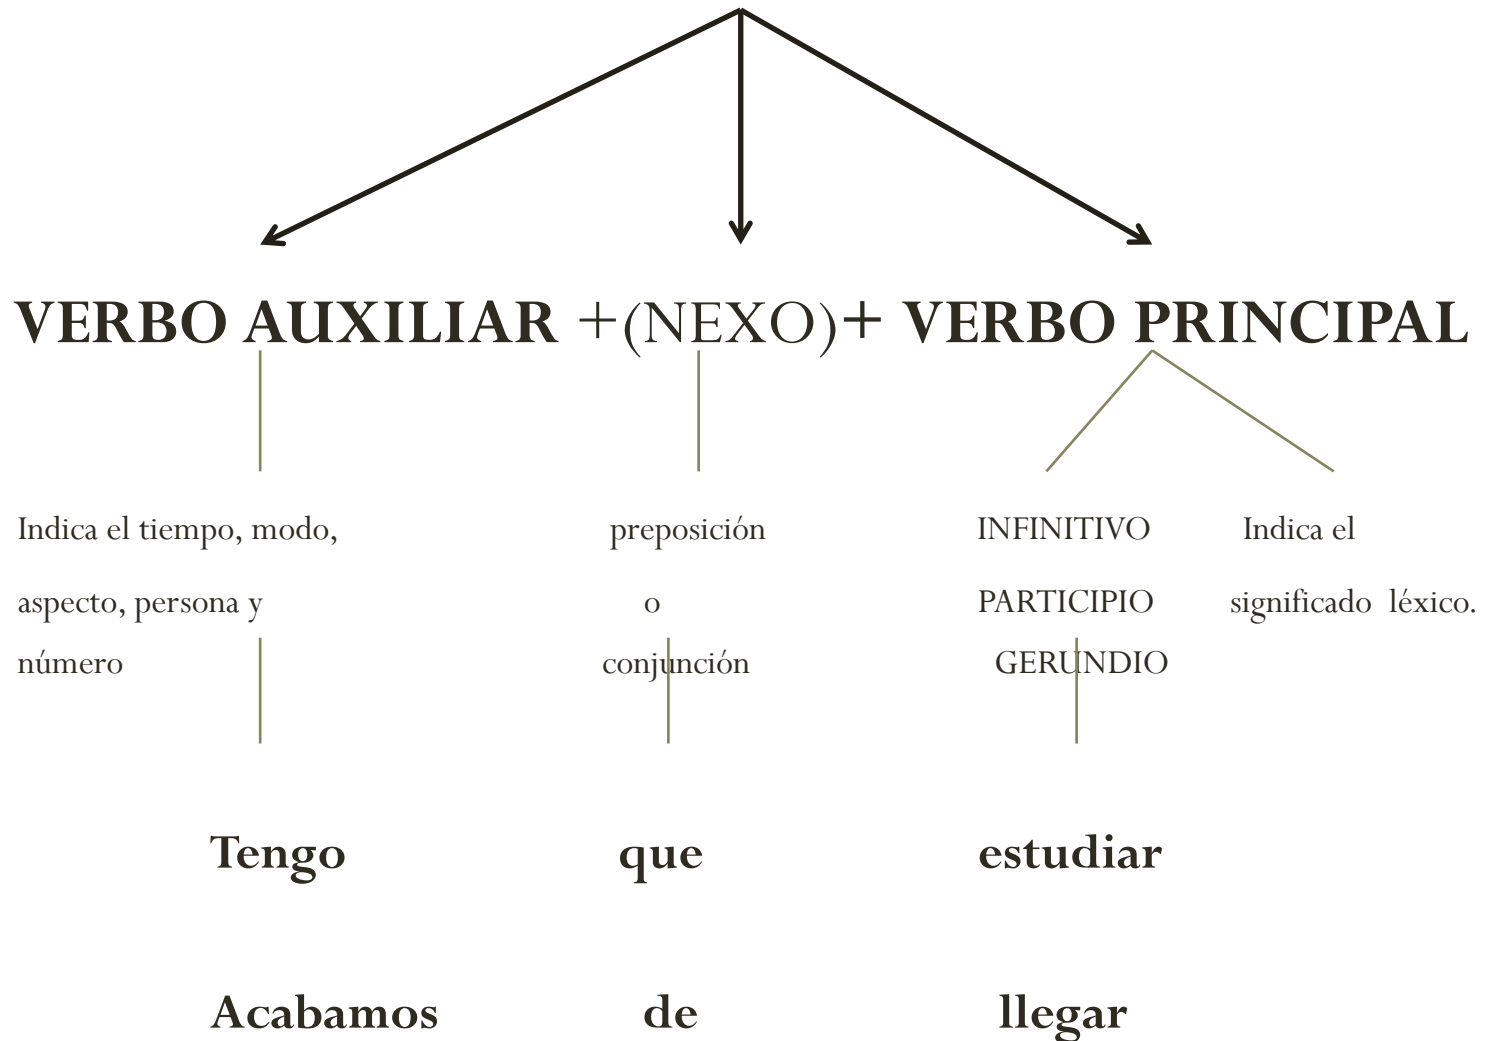 VERBO AUXILIAR +(NEXO)+ VERBO PRINCIPAL
Indica el tiempo, modo,
aspecto, persona y
número
preposición
o
conjunción
INFINITIVO
PARTICIPIO
GERUNDIO
Indica el
significado léxico.
Tengo que estudiar
Acabamos de llegar